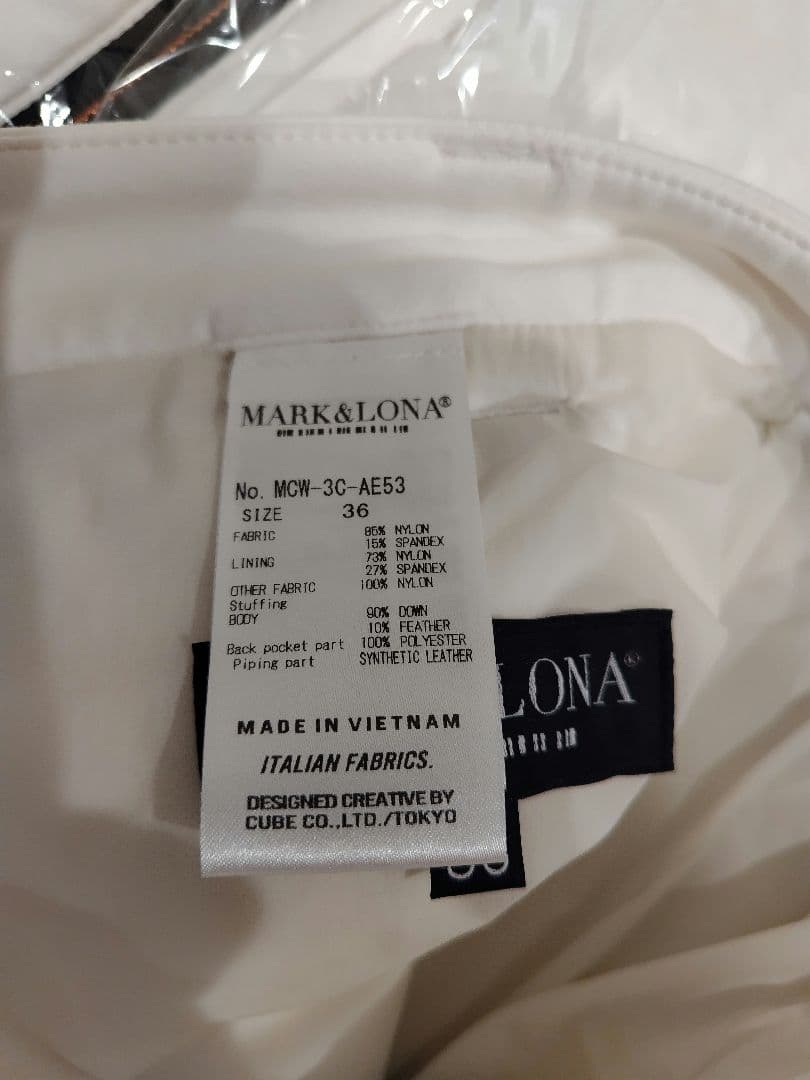 MARK&LONA®
No. MCW-3C-AE53
SIZE 36
FABRIC 85% NYLON
15% SPANDEX
LINING 73% NYLON
27% SPANDEX
OTHER FABRIC 100% NYLON
Stuffing
BODY 90% DOWN
10% FEATHER
Back pocket part 100% POLYESTER
Piping part SYNTHETIC LEATHER
MADE IN VIETNAM
ITALIAN FABRICS.
DESIGNED CREATIVE BY
CUBE CO.,LTD./TOKYO
LONA®